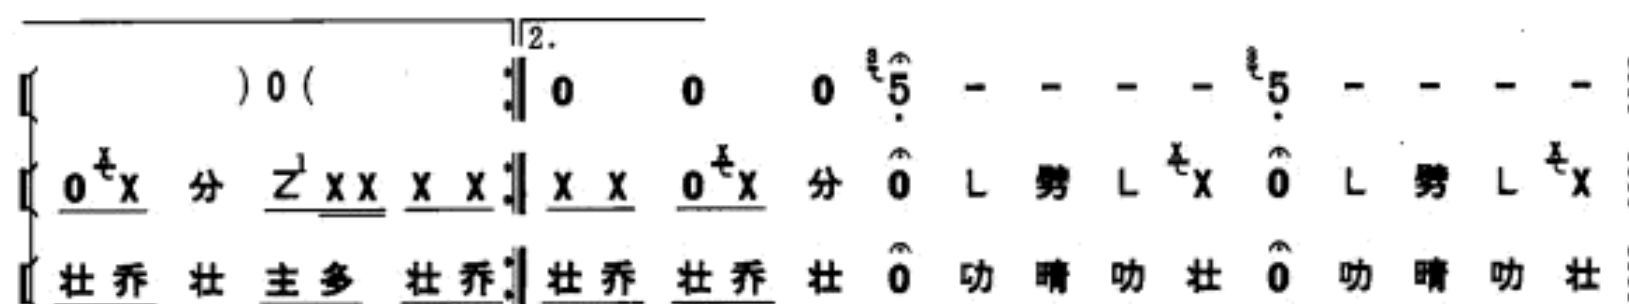 2.
) 0 ( 0 0 0 5 - - - - 5 - - - -
0 X 分 乙 X X X X X X 0 X 分 0 L 劈 L X 0 L 劈 L X
壮 乔 壮 主 多 壮 乔 壮 乔 壮 乔 壮 0 叻 晴 叻 壮 0 叻 晴 叻 壮